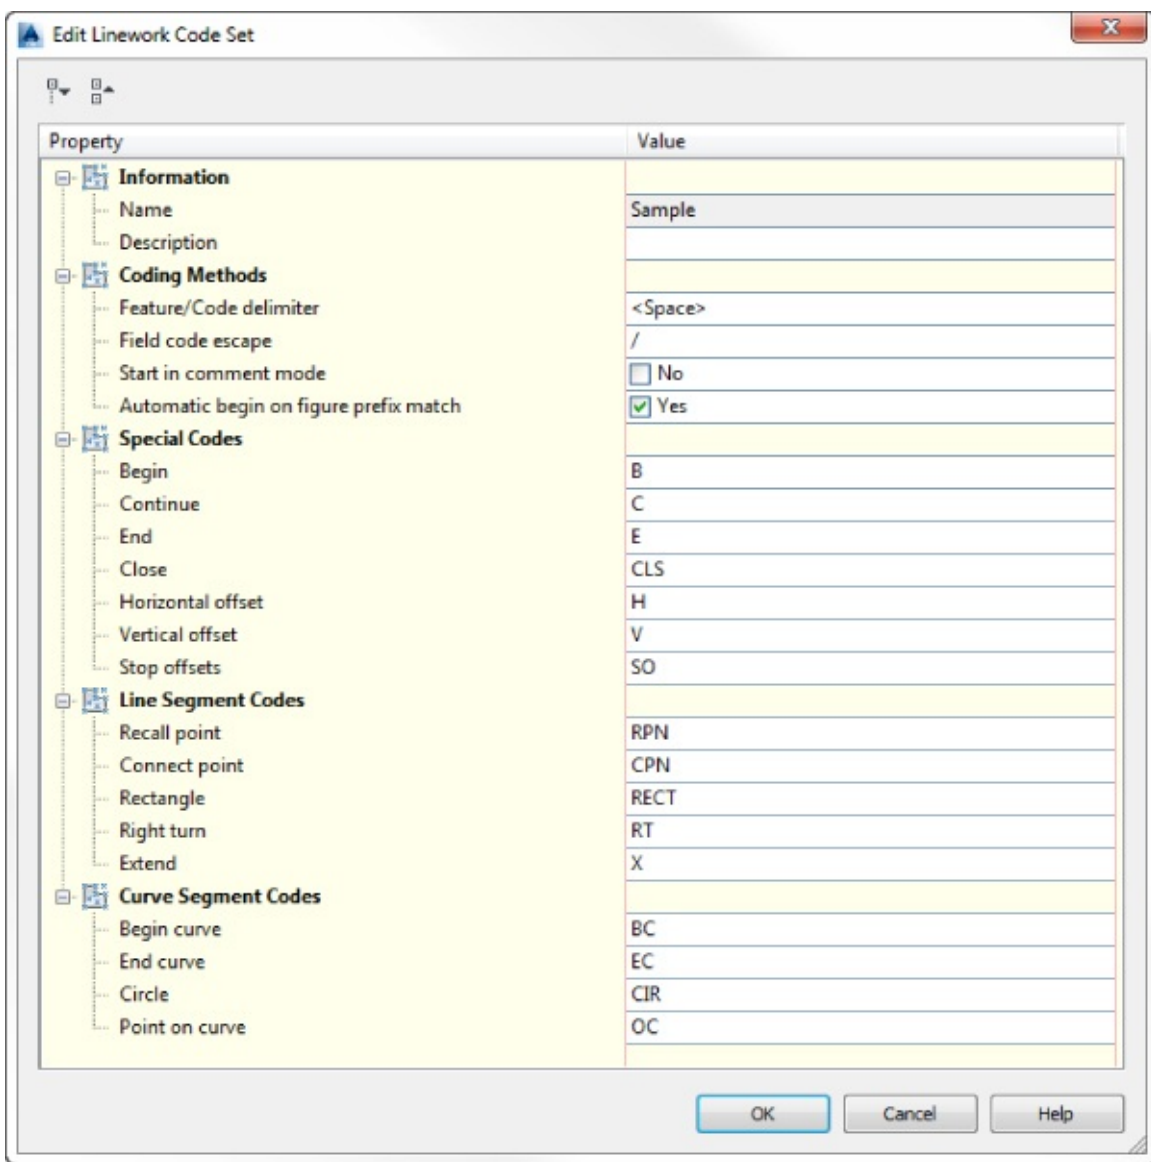 Edit Linework Code Set
Property Value
Information
Name Sample
Description
Coding Methods
Feature/Code delimiter <Space>
Field code escape /
Start in comment mode No
Automatic begin on figure prefix match Yes
Special Codes
Begin B
Continue C
End E
Close CLS
Horizontal offset H
Vertical offset V
Stop offsets SO
Line Segment Codes
Recall point RPN
Connect point CPN
Rectangle RECT
Right turn RT
Extend X
Curve Segment Codes
Begin curve BC
End curve EC
Circle CIR
Point on curve OC
OK Cancel Help